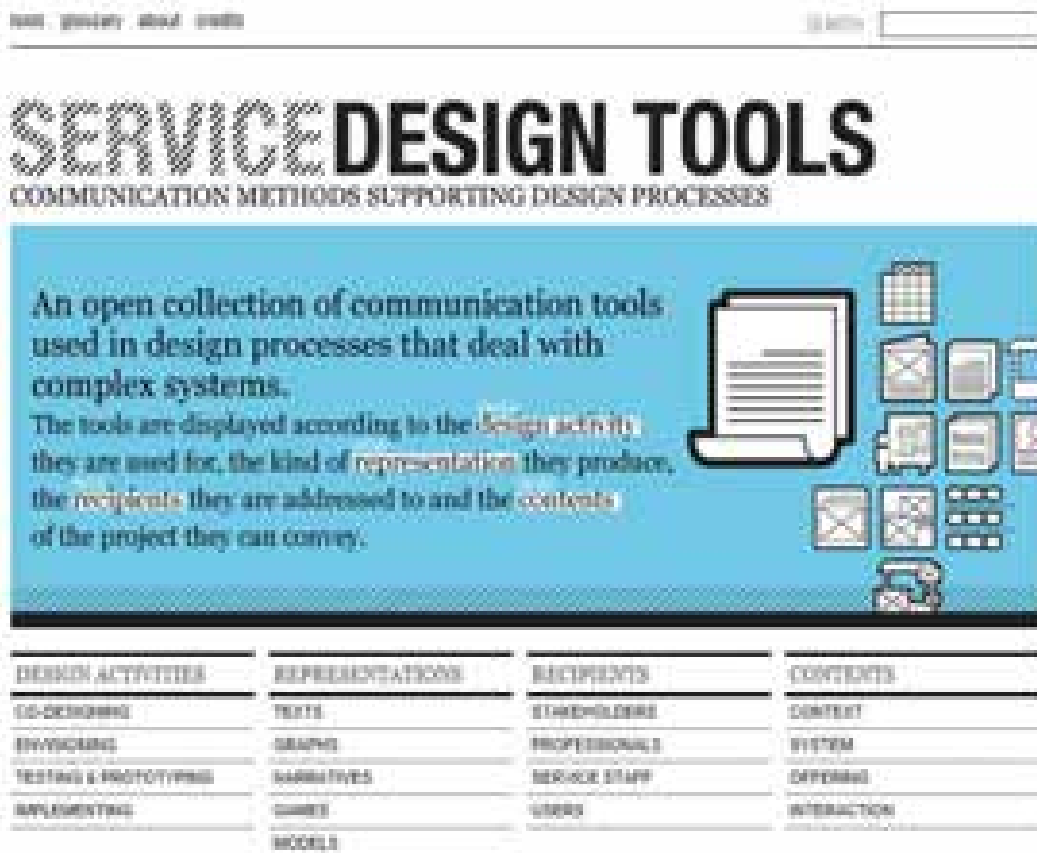 tools glossary about credits
SEARCH
SERVICE DESIGN TOOLS
COMMUNICATION METHODS SUPPORTING DESIGN PROCESSES
An open collection of communication tools
used in design processes that deal with
complex systems.
The tools are displayed according to the design activity
they are used for, the kind of representation they produce,
the recipients they are addressed to and the contents
of the project they can convey.
DESIGN ACTIVITIES
CO-DESIGNING
ENVISIONING
TESTING & PROTOTYPING
IMPLEMENTING
REPRESENTATIONS
TEXTS
GRAPHS
NARRATIVES
GAMES
MODELS
RECIPIENTS
STAKEHOLDERS
PROFESSIONALS
SERVICE STAFF
USERS
CONTENTS
CONTEXT
SYSTEM
OFFERING
INTERACTION